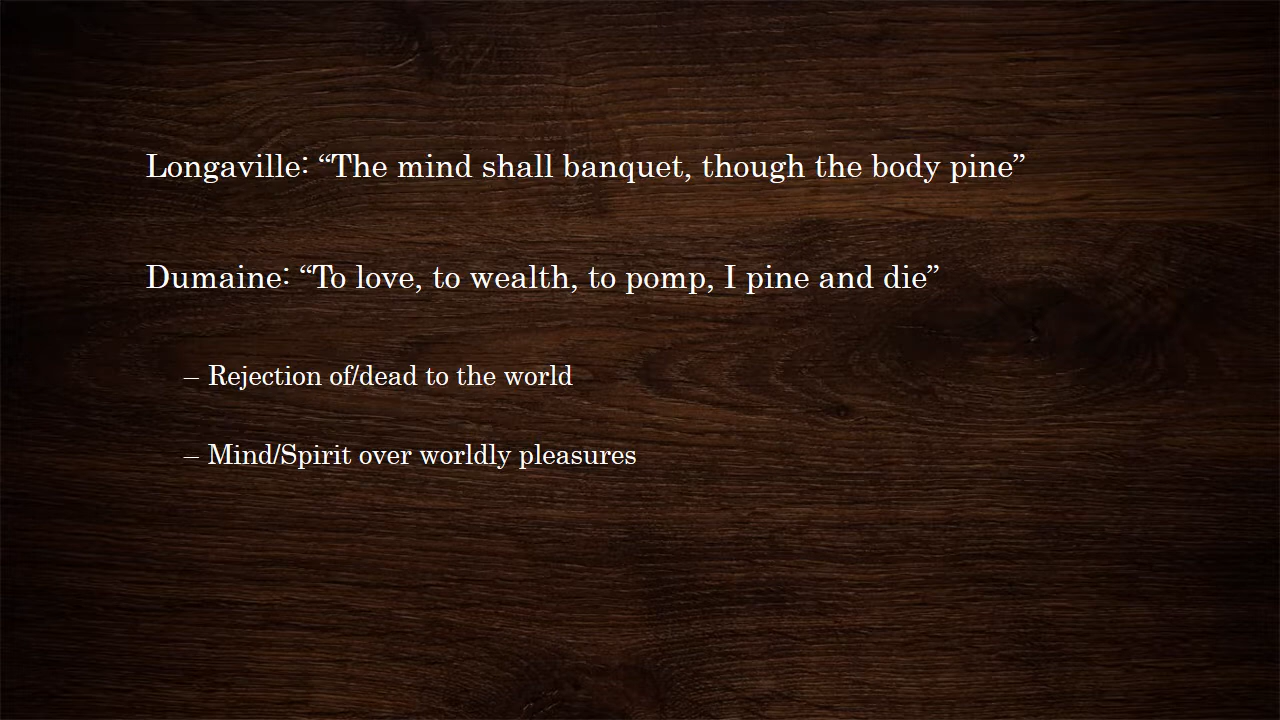 Longaville: “The mind shall banquet, though the body pine”
Dumaine: “To love, to wealth, to pomp, I pine and die”
– Rejection of/dead to the world
– Mind/Spirit over worldly pleasures